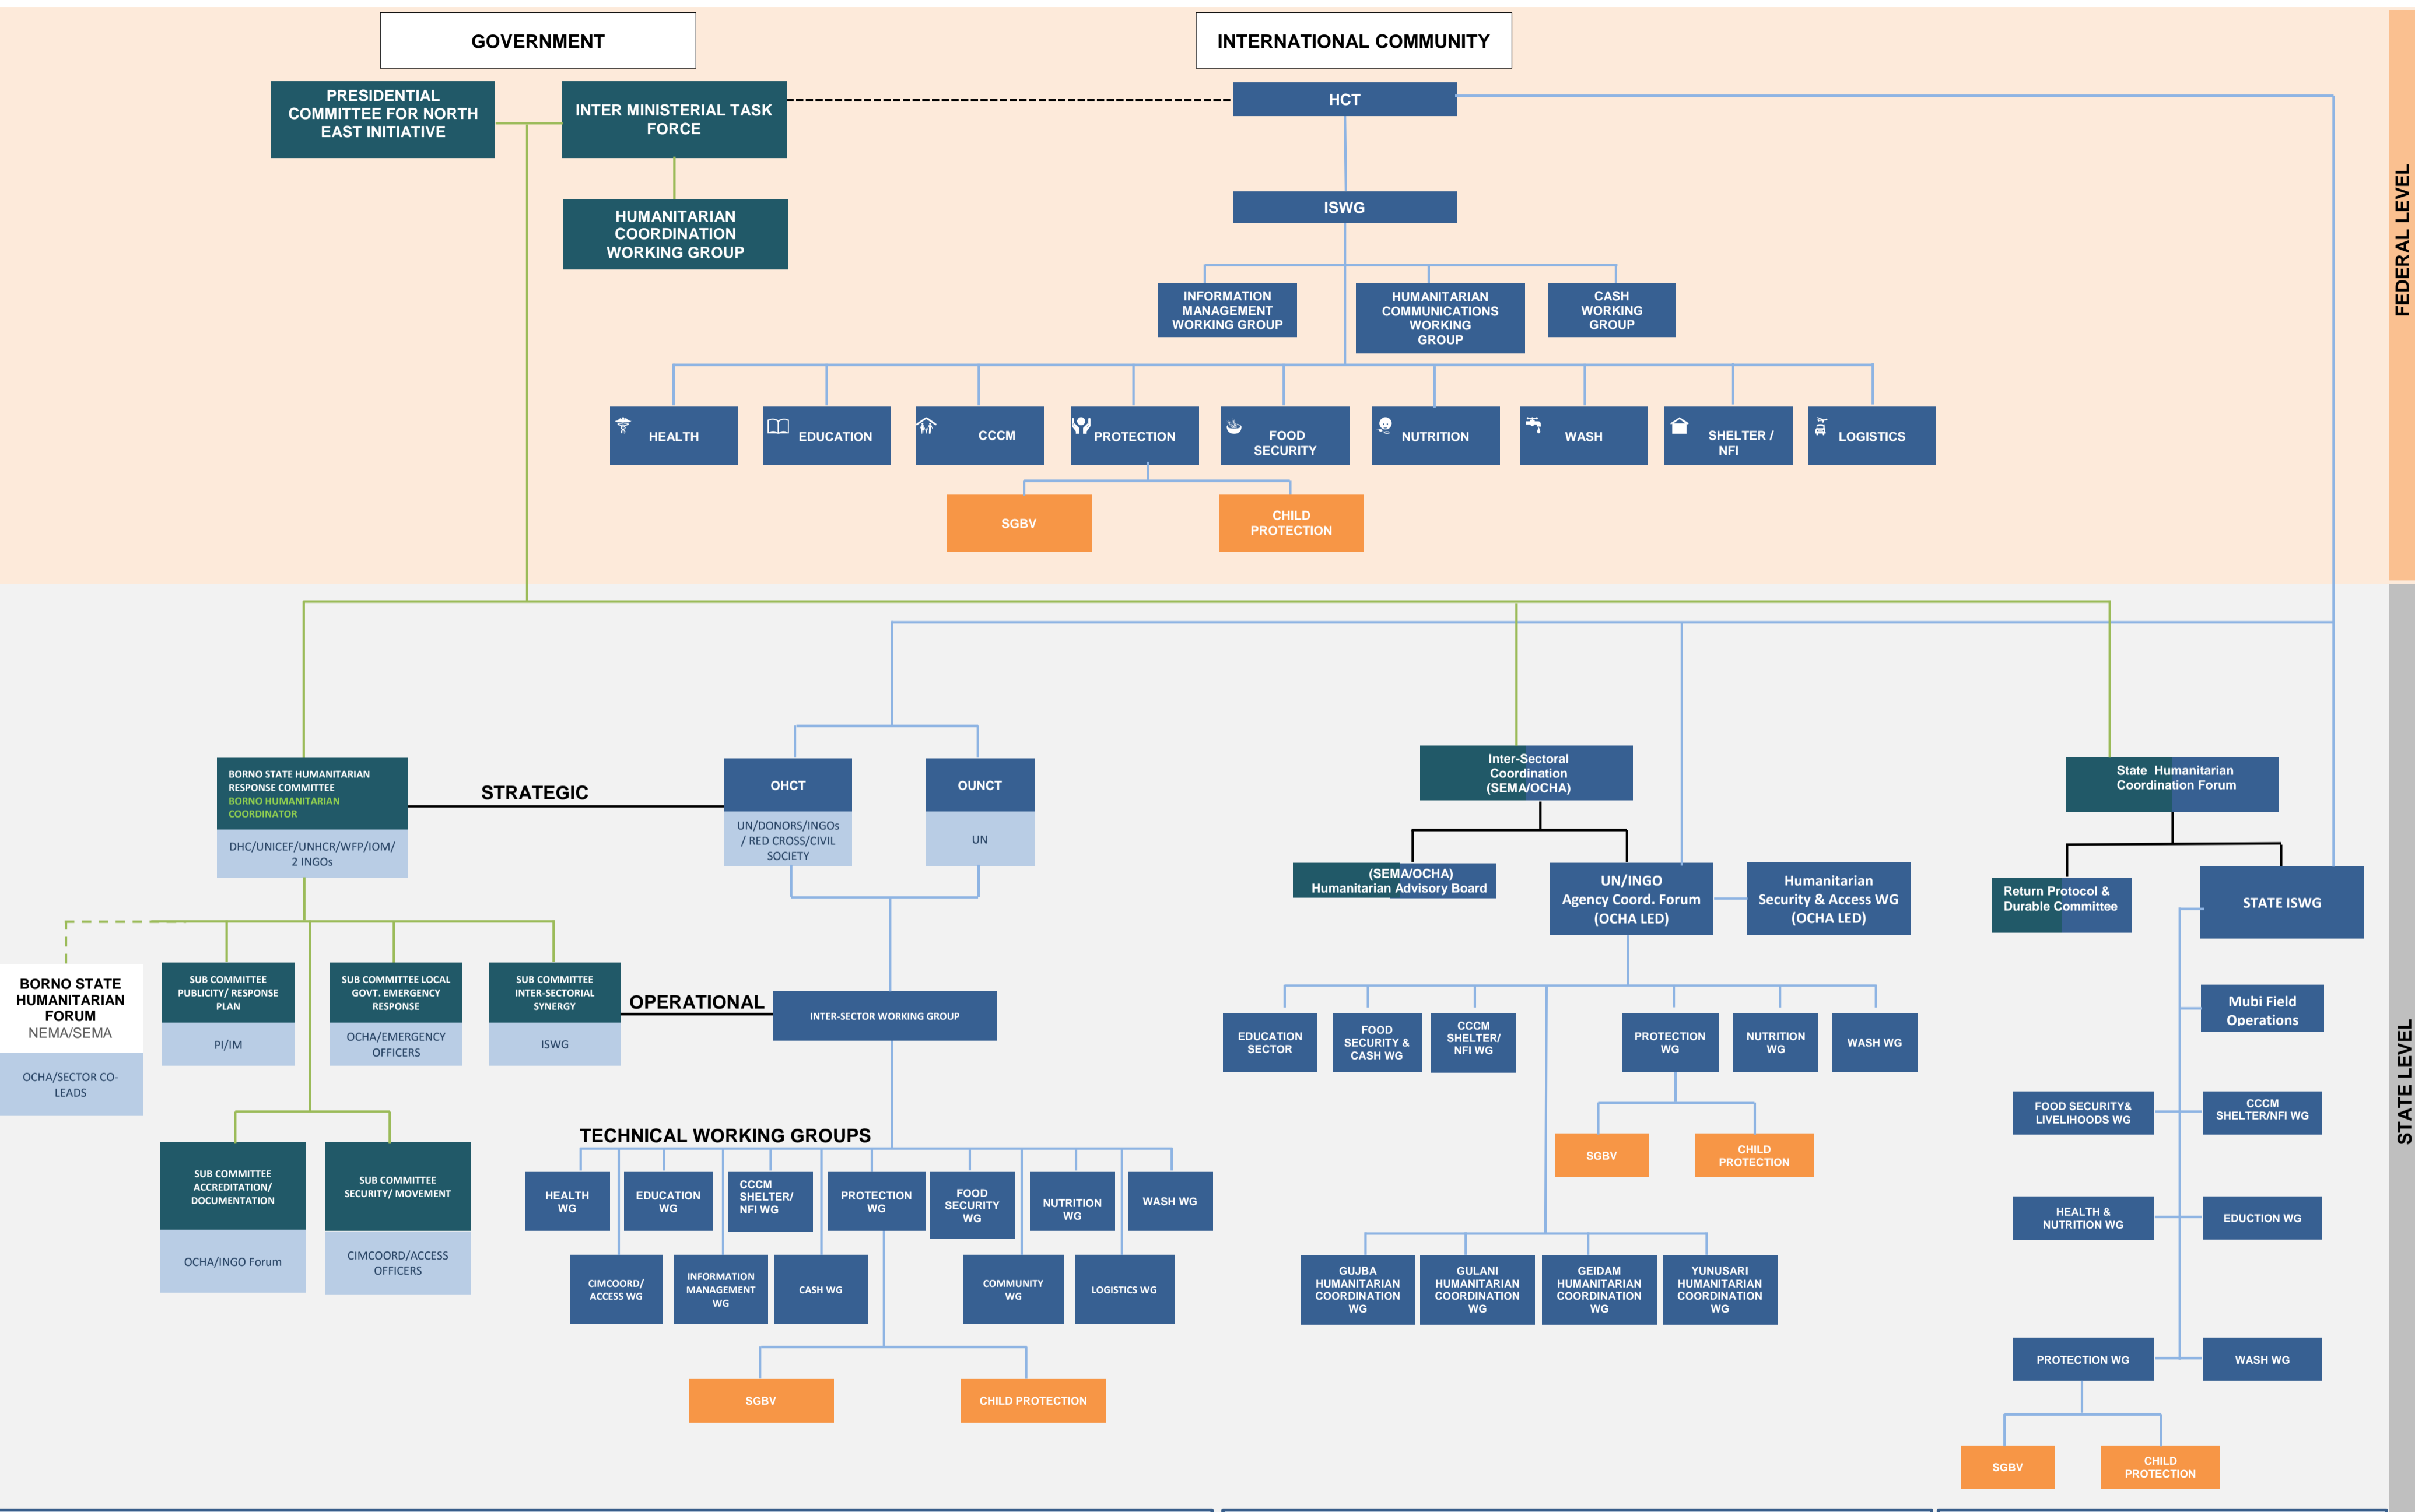 GOVERNMENT
INTERNATIONAL COMMUNITY
PRESIDENTIAL
COMMITTEE FOR NORTH
EAST INITIATIVE
INTER MINISTERIAL TASK
FORCE
HCT
HUMANITARIAN
COORDINATION
WORKING GROUP
ISWG
INFORMATION
MANAGEMENT
WORKING GROUP
HUMANITARIAN
COMMUNICATIONS
WORKING
GROUP
CASH
WORKING
GROUP
FEDERAL LEVEL
HEALTH
EDUCATION
CCCM
PROTECTION
FOOD
SECURITY
NUTRITION
WASH
SHELTER /
NFI
LOGISTICS
SGBV
CHILD
PROTECTION
BORNO STATE HUMANITARIAN
RESPONSE COMMITTEE
BORNO HUMANITARIAN
COORDINATOR
DHC/UNICEF/UNHCR/WFP/IOM/
2 INGOs
STRATEGIC
OHCT
UN/DONORS/INGOs
/ RED CROSS/CIVIL
SOCIETY
OUNCT
UN
Inter-Sectoral
Coordination
(SEMA/OCHA)
State Humanitarian
Coordination Forum
(SEMA/OCHA)
Humanitarian Advisory Board
UN/INGO
Agency Coord. Forum
(OCHA LED)
Humanitarian
Security & Access WG
(OCHA LED)
Return Protocol &
Durable Committee
STATE ISWG
BORNO STATE
HUMANITARIAN
FORUM
NEMA/SEMA
OCHA/SECTOR CO-
LEADS
SUB COMMITTEE
PUBLICITY/ RESPONSE
PLAN
PI/IM
SUB COMMITTEE LOCAL
GOVT. EMERGENCY
RESPONSE
OCHA/EMERGENCY
OFFICERS
SUB COMMITTEE
INTER-SECTORIAL
SYNERGY
ISWG
OPERATIONAL
INTER-SECTOR WORKING GROUP
Mubi Field
Operations
EDUCATION
SECTOR
FOOD
SECURITY &
CASH WG
CCCM
SHELTER/
NFI WG
PROTECTION
WG
NUTRITION
WG
WASH WG
STATE LEVEL
FOOD SECURITY&
LIVELIHOODS WG
CCCM
SHELTER/NFI WG
SGBV
CHILD
PROTECTION
SUB COMMITTEE
ACCREDITATION/
DOCUMENTATION
OCHA/INGO Forum
SUB COMMITTEE
SECURITY/ MOVEMENT
CIMCOORD/ACCESS
OFFICERS
TECHNICAL WORKING GROUPS
HEALTH
WG
EDUCATION
WG
CCCM
SHELTER/
NFI WG
PROTECTION
WG
FOOD
SECURITY
WG
NUTRITION
WG
WASH WG
HEALTH &
NUTRITION WG
EDUCTION WG
CIMCOORD/
ACCESS WG
INFORMATION
MANAGEMENT
WG
CASH WG
COMMUNITY
WG
LOGISTICS WG
GUJBA
HUMANITARIAN
COORDINATION
WG
GULANI
HUMANITARIAN
COORDINATION
WG
GEIDAM
HUMANITARIAN
COORDINATION
WG
YUNUSARI
HUMANITARIAN
COORDINATION
WG
PROTECTION WG
WASH WG
SGBV
CHILD PROTECTION
SGBV
CHILD
PROTECTION